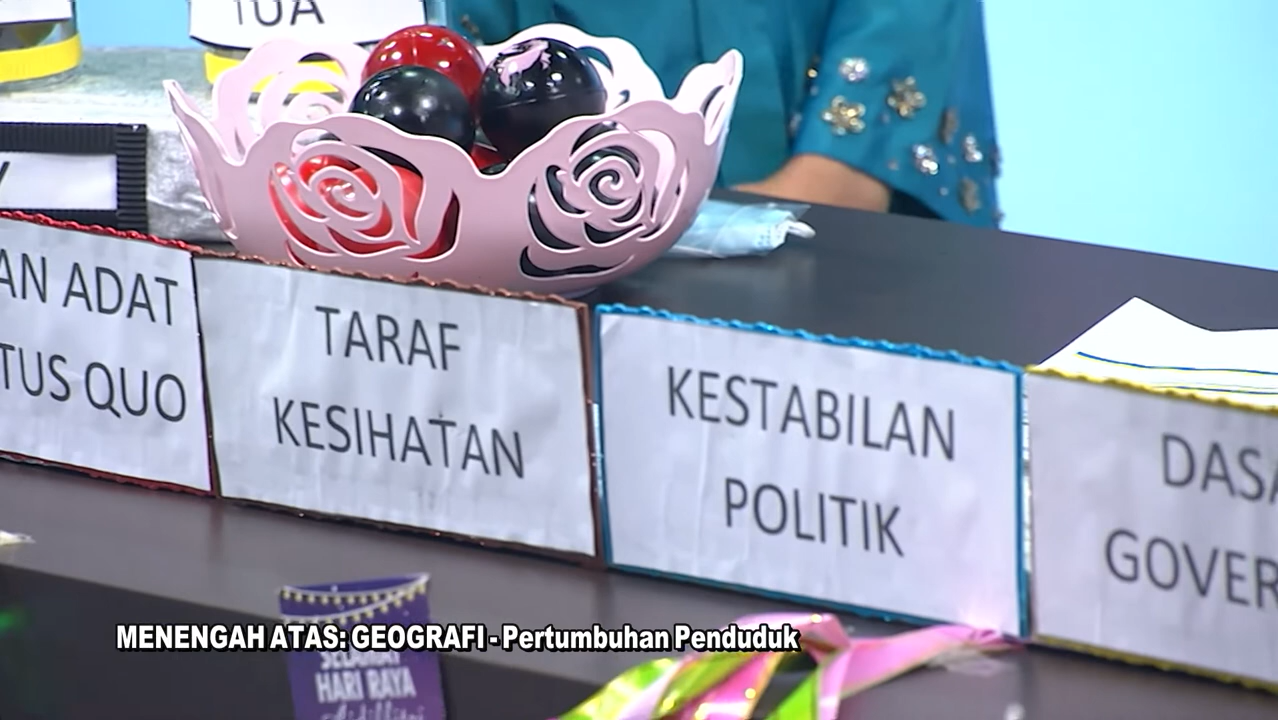 TUA
AN ADAT
TUS QUO
TARAF
KESIHATAN
KESTABILAN
POLITIK
DASA
GOVER
MENENGAH ATAS: GEOGRAFI - Pertumbuhan Penduduk
SELAMAT
HARI RAYA
Aidilfitri